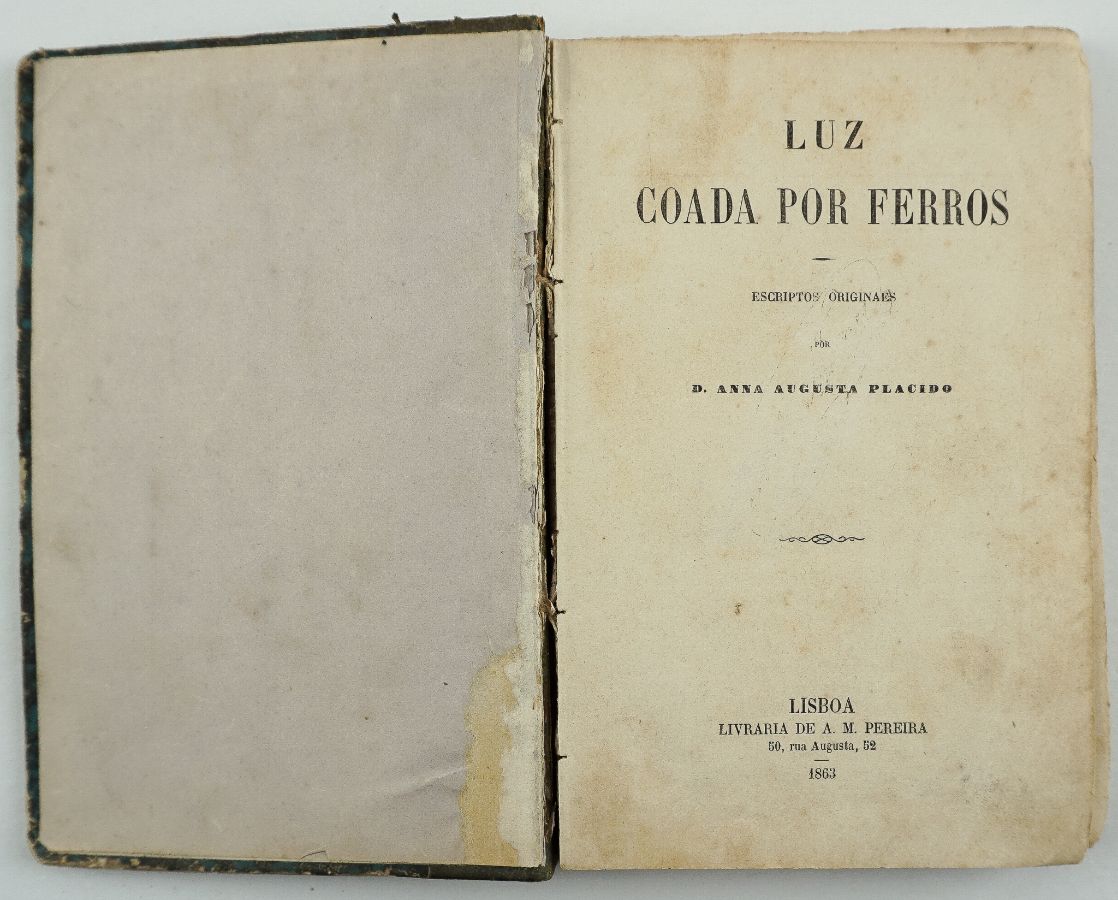 LUZ
COADA POR FERROS
ESCRIPTOS ORIGINAES
POR
D. ANNA AUGUSTA PLACIDO
LISBOA
LIVRARIA DE A. M. PEREIRA
50, rua Augusta, 52
1863